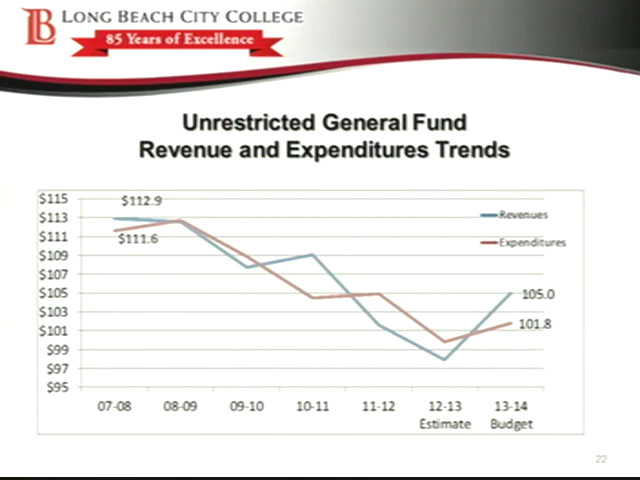 LB LONG BEACH CITY COLLEGE
85 Years of Excellence
Unrestricted General Fund
Revenue and Expenditures Trends
$115
$113
$111
$109
$107
$105
$103
$101
$99
$97
$95
$112.9
$111.6
Revenues
Expenditures
105.0
101.8
07-08 08-09 09-10 10-11 11-12 12-13 13-14
Estimate Budget
22